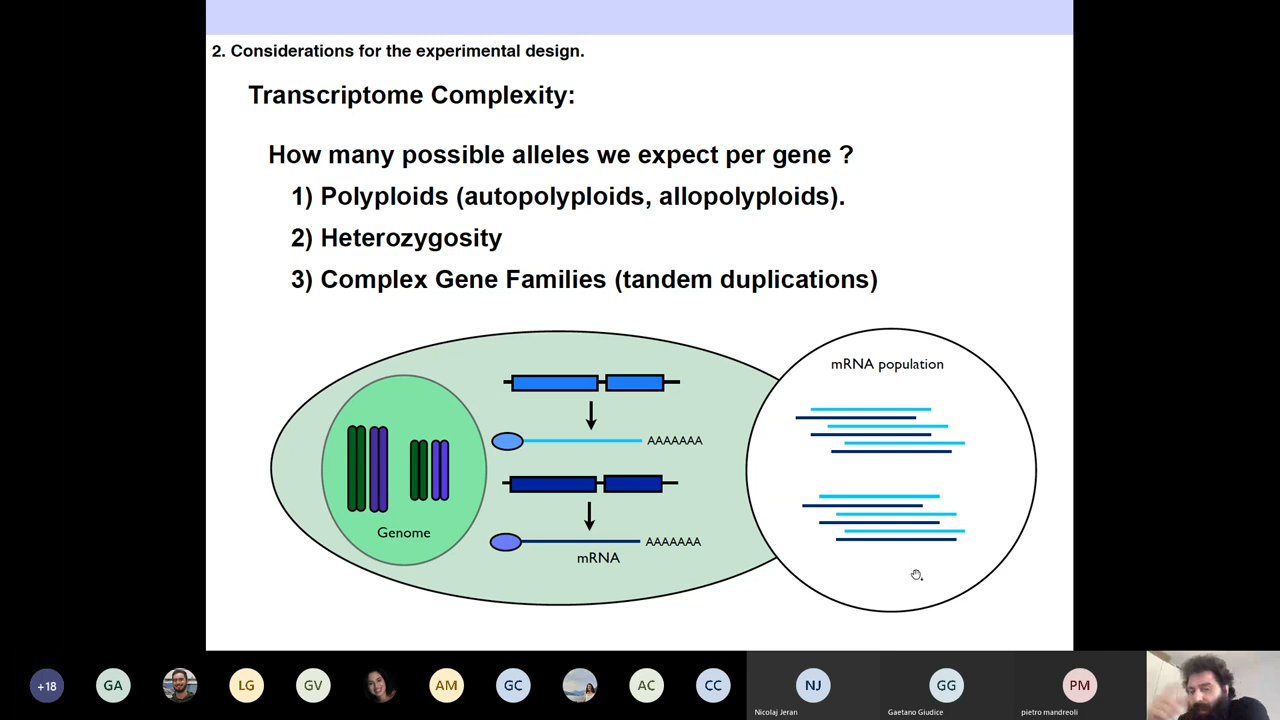 2. Considerations for the experimental design.
Transcriptome Complexity:
How many possible alleles we expect per gene ?
1) Polyploids (autopolyploids, allopolyploids).
2) Heterozygosity
3) Complex Gene Families (tandem duplications)
mRNA population
AAAAAAA
Genome
AAAAAAA
mRNA
+18
GA
LG
GV
AM
GC
AC
CC
NJ
GG
PM
Nicolaj Jeran
Gaetano Giudice
pietro mandreoli